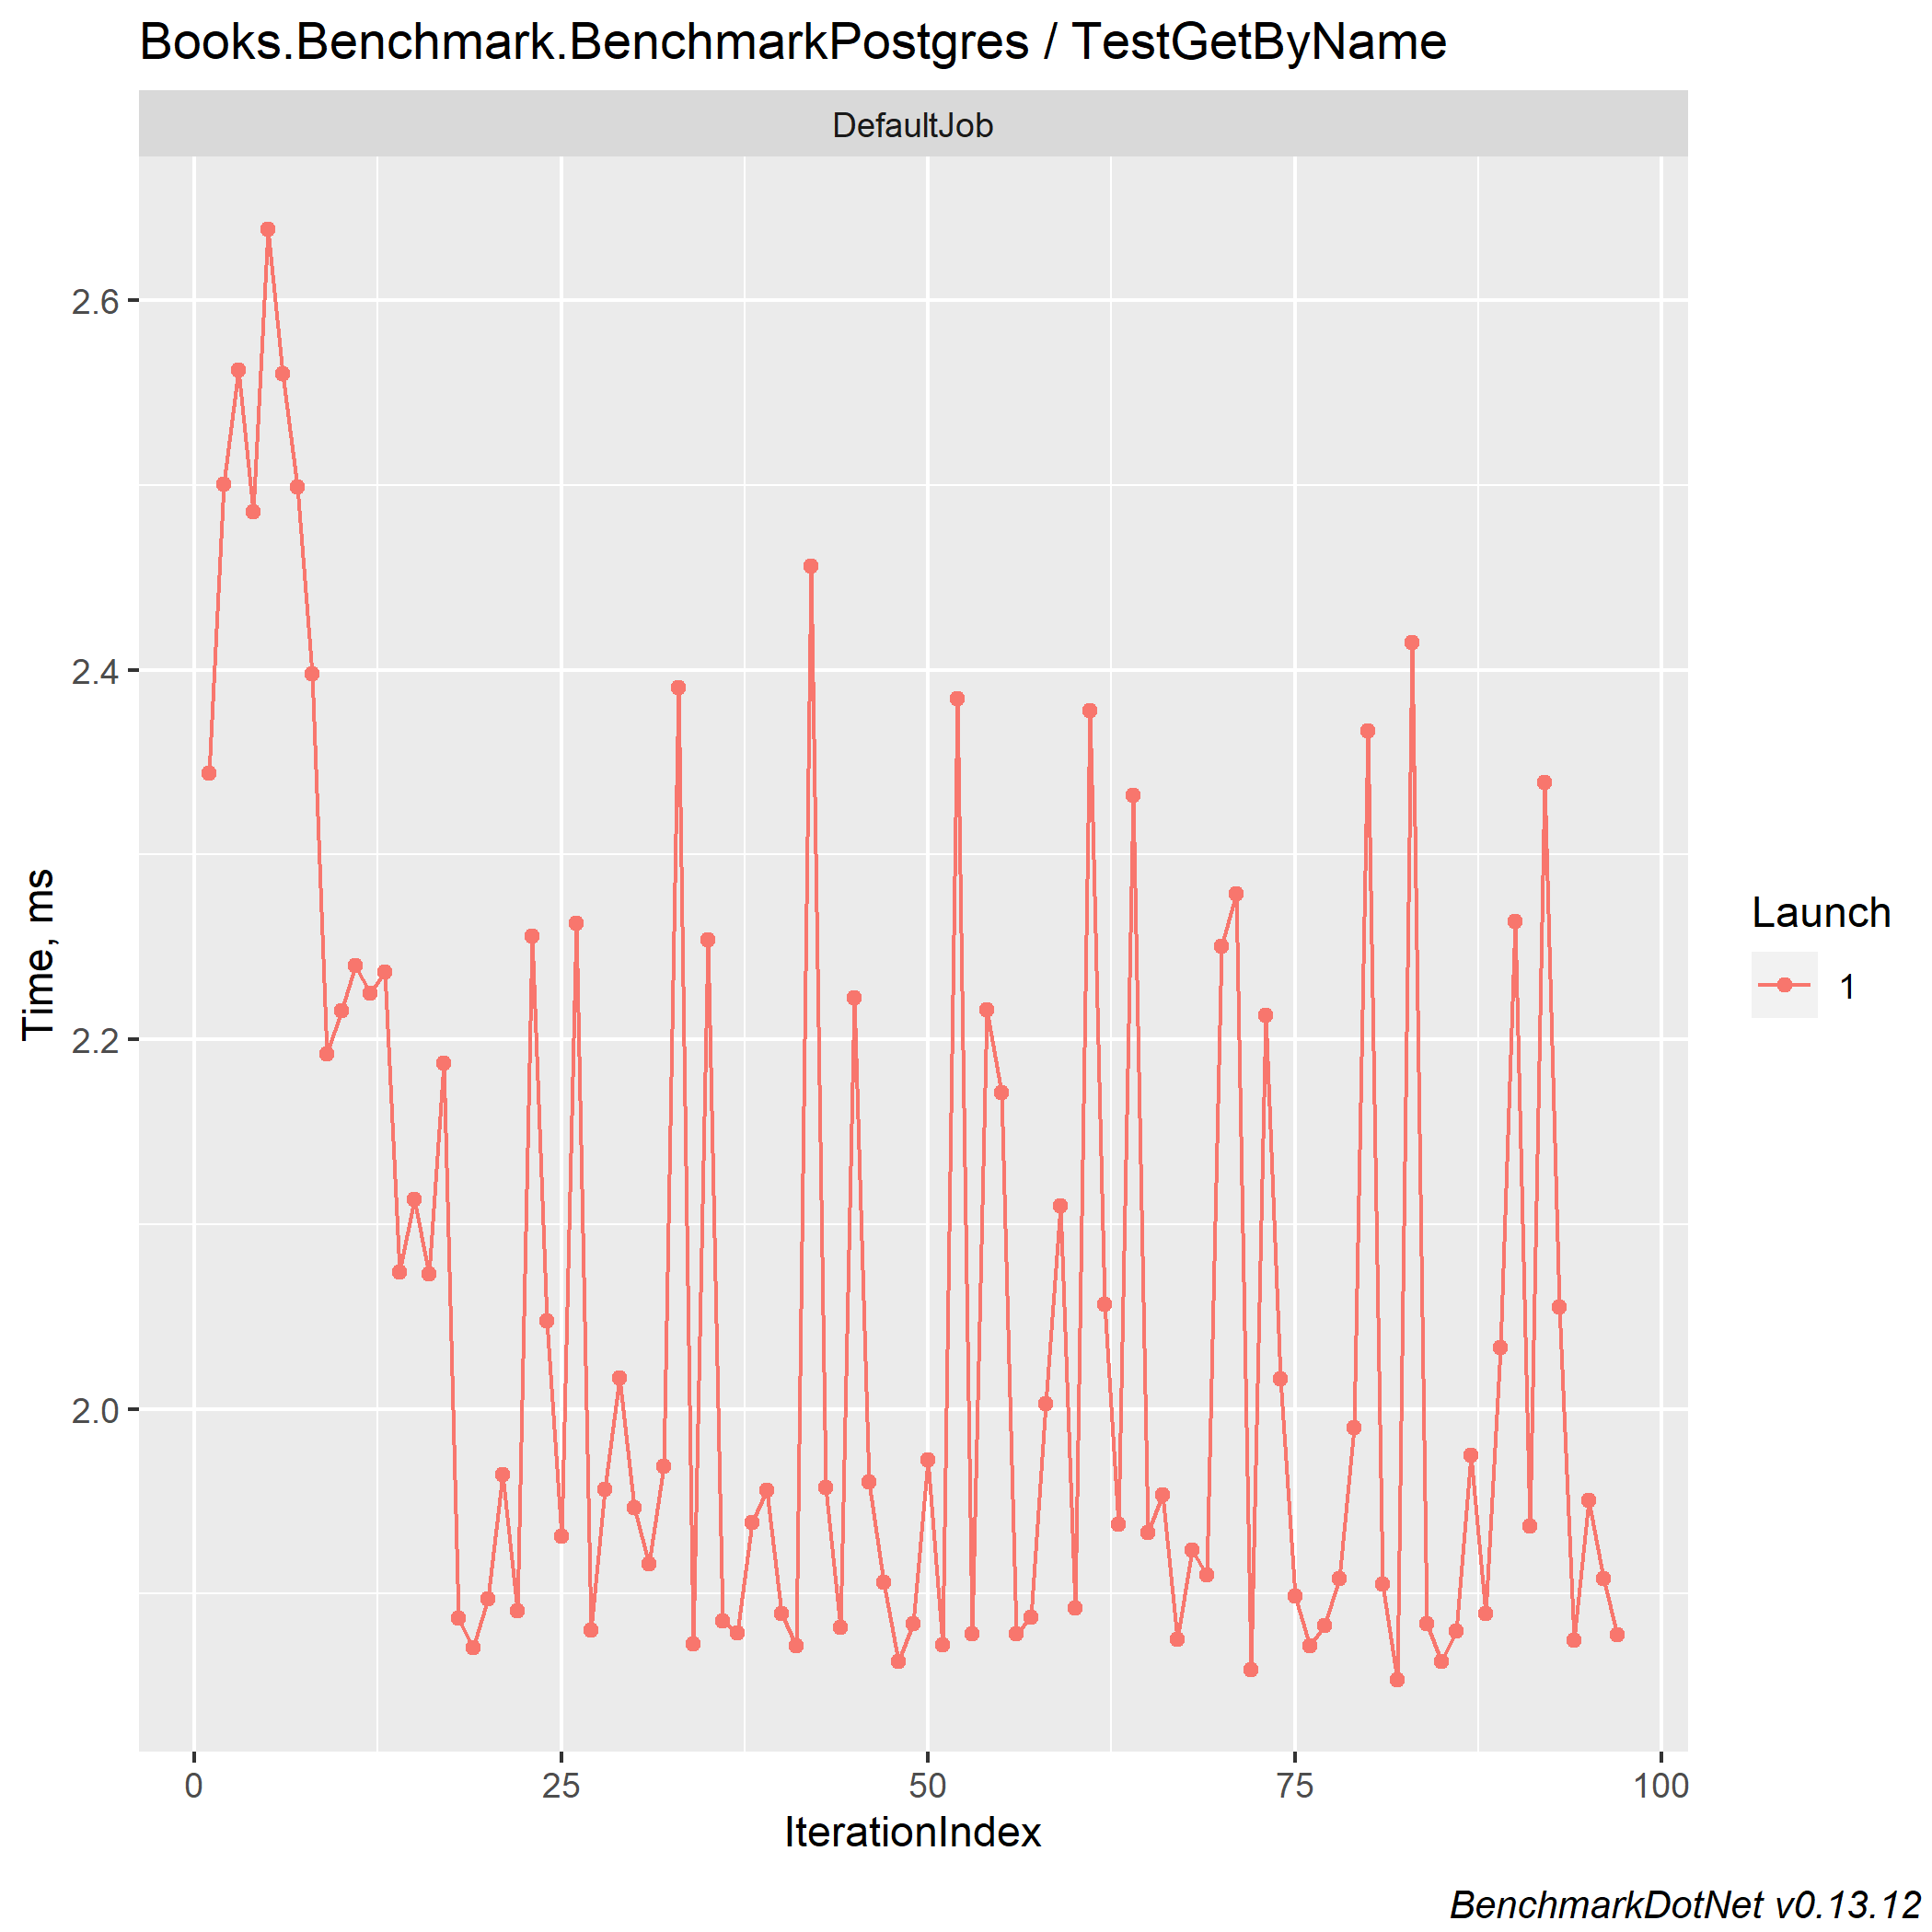 Books.Benchmark.BenchmarkPostgres / TestGetByName
DefaultJob
2.6
2.4
2.2
2.0
Time, ms
0 25 50 75 100
IterationIndex
Launch
1
BenchmarkDotNet v0.13.12